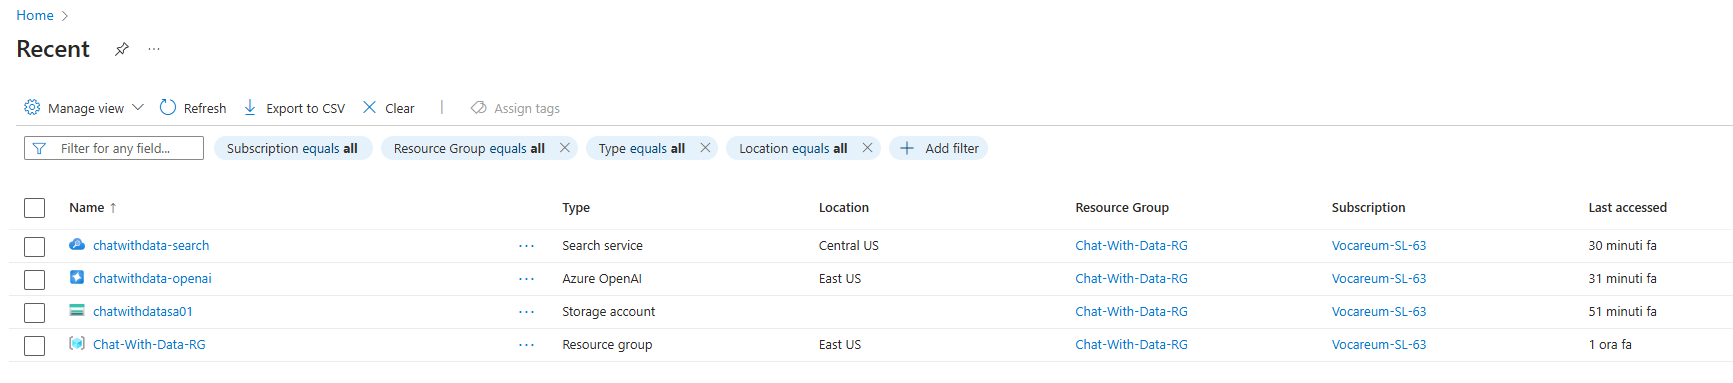 Home
Recent
Manage view Refresh Export to CSV Clear Assign tags
Filter for any field... Subscription equals all Resource Group equals all Type equals all Location equals all Add filter
Name ↑ Type Location Resource Group Subscription Last accessed
chatwithdata-search ... Search service Central US Chat-With-Data-RG Vocareum-SL-63 30 minuti fa
chatwithdata-openai ... Azure OpenAI East US Chat-With-Data-RG Vocareum-SL-63 31 minuti fa
chatwithdatasa01 ... Storage account Chat-With-Data-RG Vocareum-SL-63 51 minuti fa
Chat-With-Data-RG ... Resource group East US Chat-With-Data-RG Vocareum-SL-63 1 ora fa